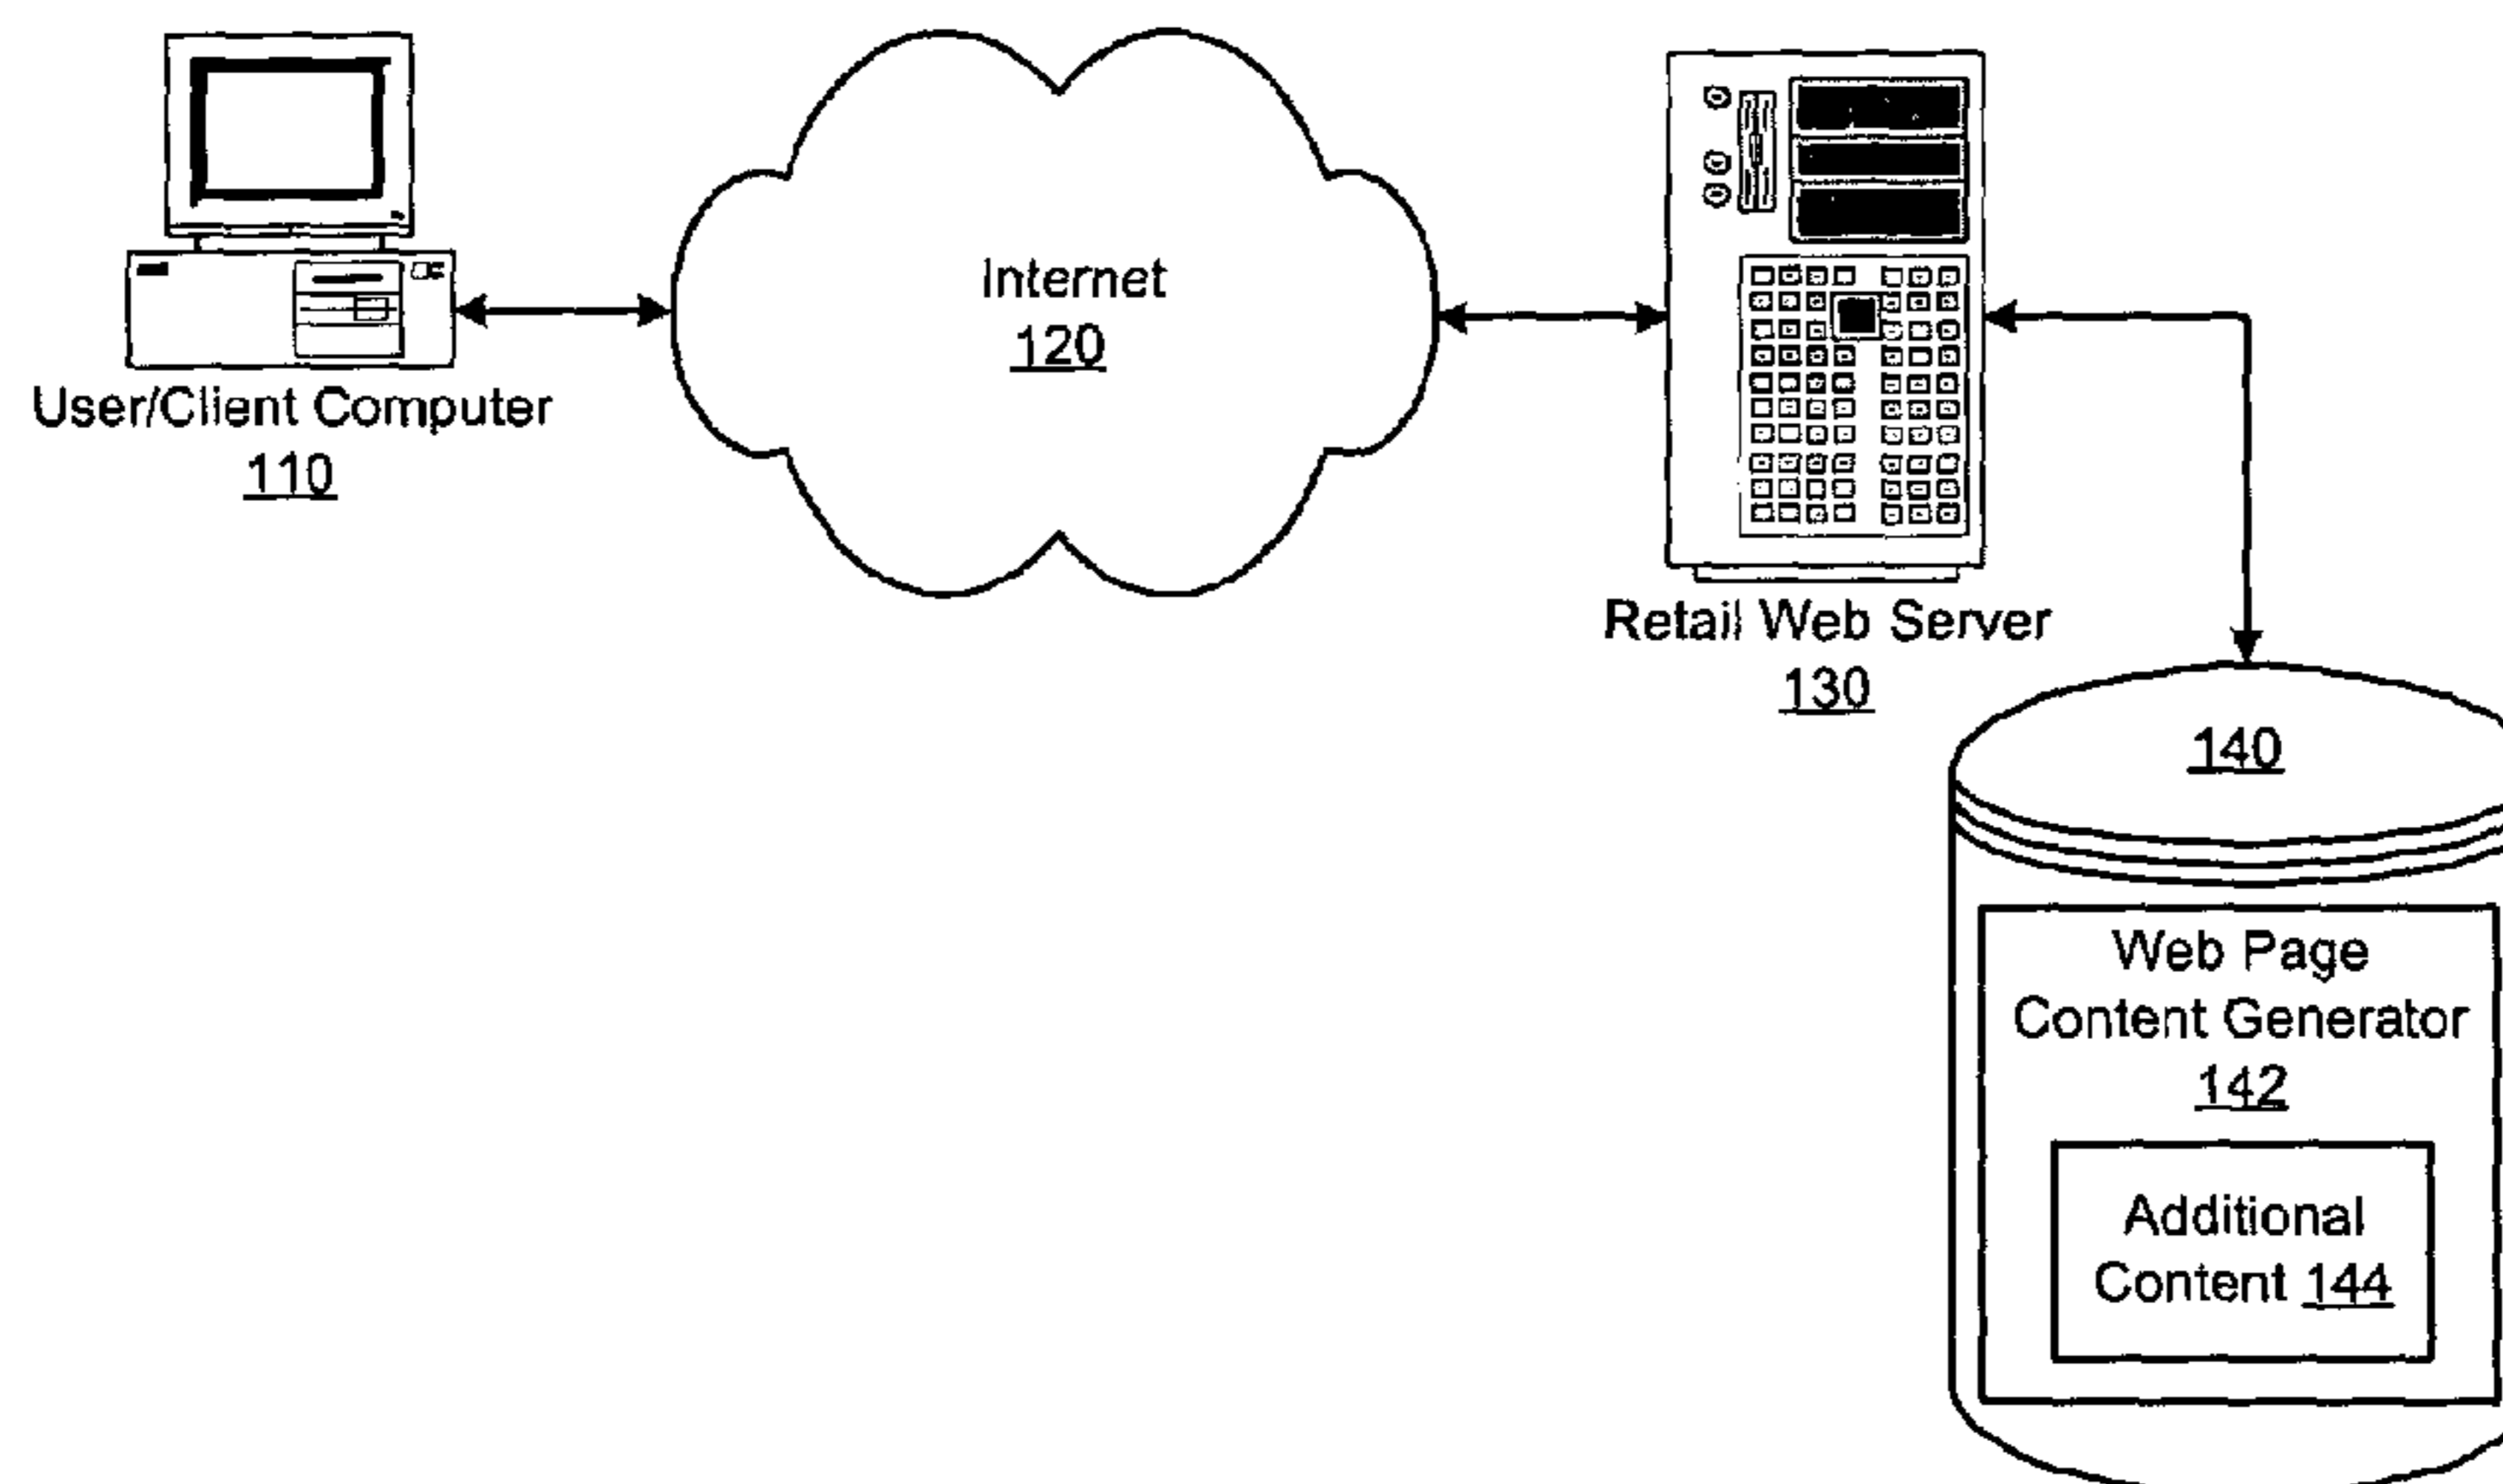 Internet
120
User/Client Computer
110
Retail Web Server
130
140
Web Page
Content Generator
142
Additional
Content 144